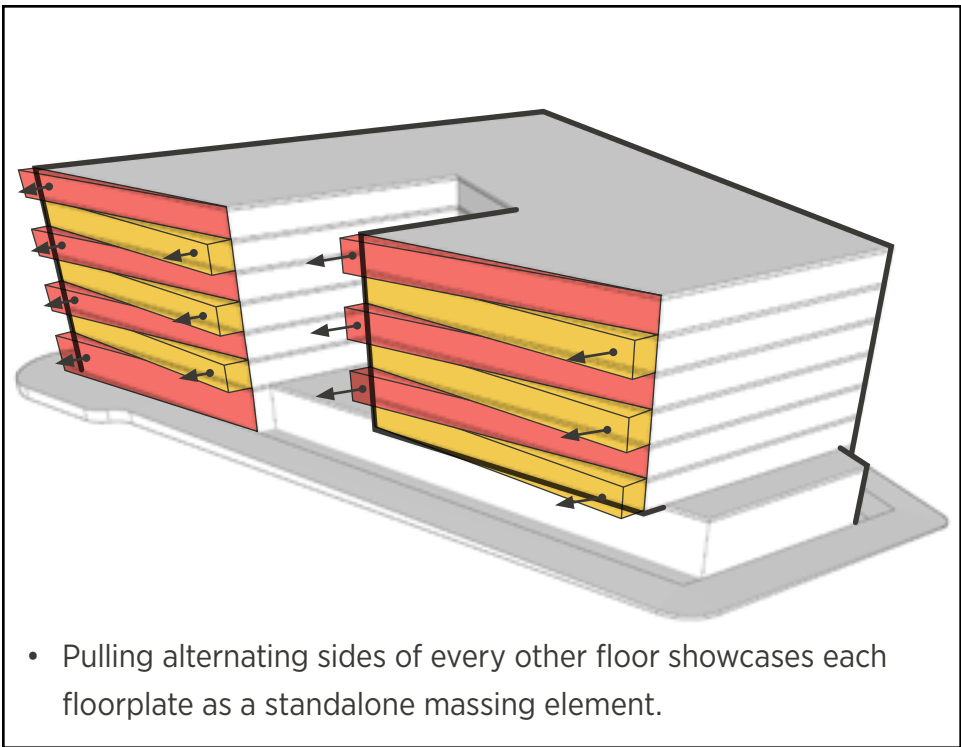 • Pulling alternating sides of every other floor showcases each
floorplate as a standalone massing element.